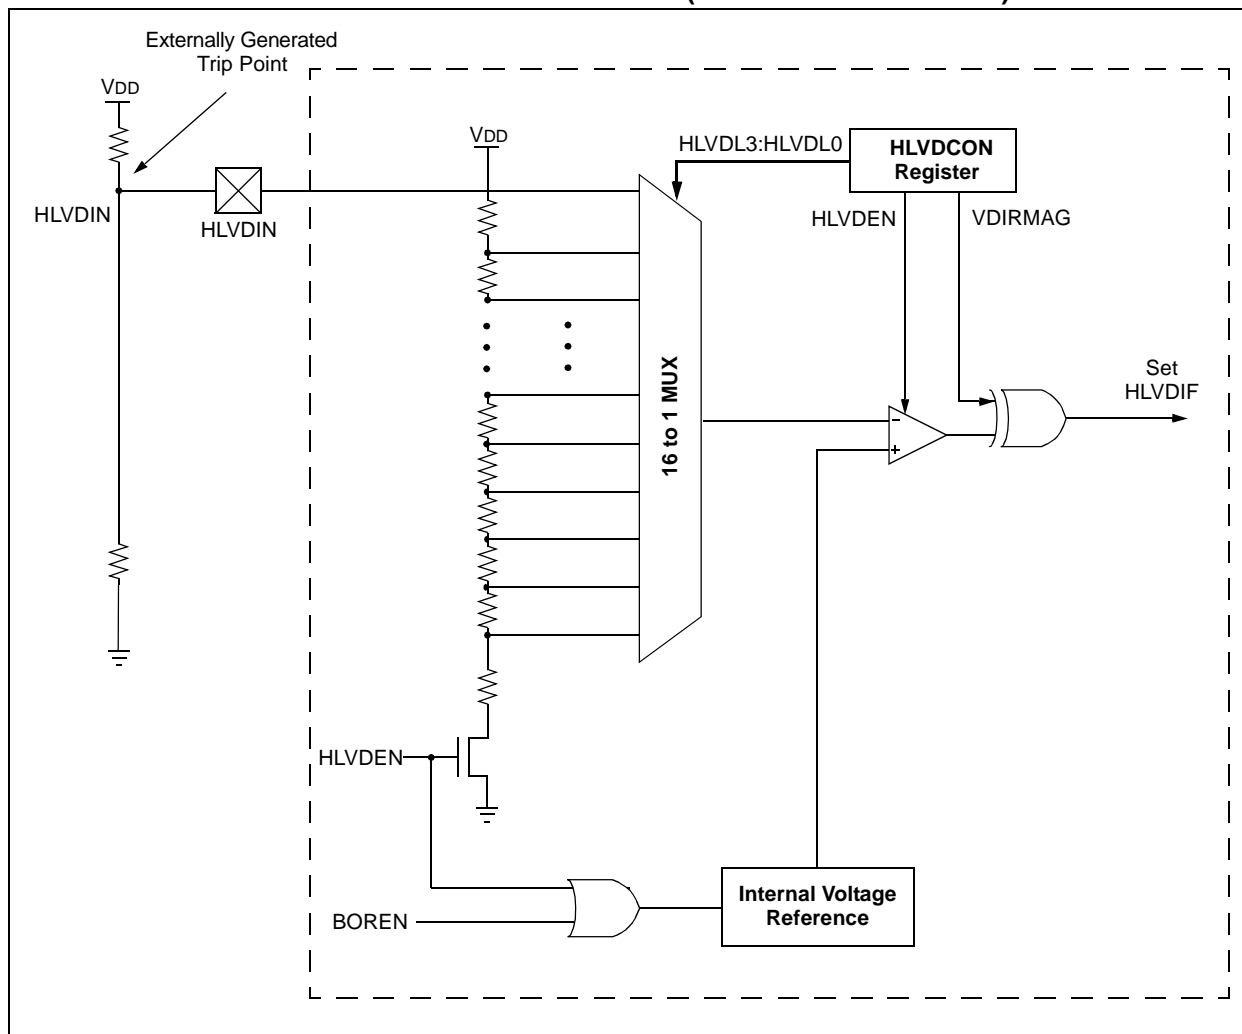 Externally Generated
Trip Point
VDD
VDD
HLVDL3:HLVDL0
HLVDCON
Register
HLVDIN
HLVDIN
HLVDEN
VDIRMAG
16 to 1 MUX
Set
HLVDIF
–
+
HLVDEN
BOREN
Internal Voltage
Reference